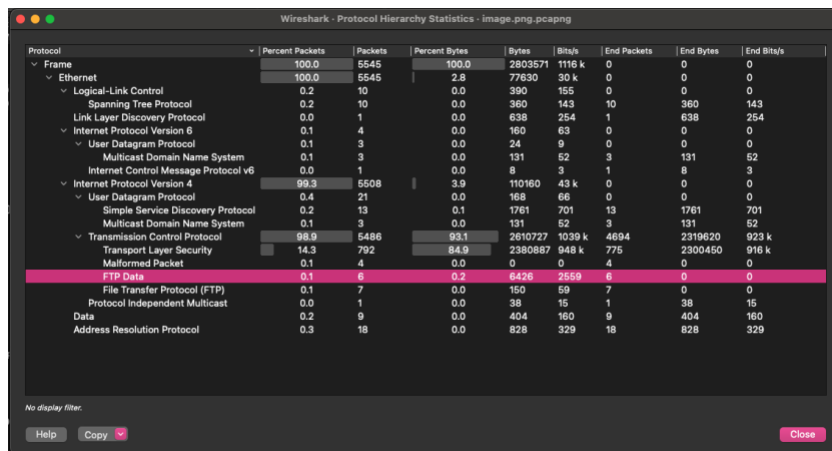 Wireshark · Protocol Hierarchy Statistics · image.png.pcapng
Protocol Percent Packets Packets Percent Bytes Bytes Bits/s End Packets End Bytes End Bits/s
Frame 100.0 5545 100.0 2803571 1116 k 0 0 0
Ethernet 100.0 5545 2.8 77630 30 k 0 0 0
Logical-Link Control 0.2 10 0.0 390 155 0 0 0
Spanning Tree Protocol 0.2 10 0.0 360 143 10 360 143
Link Layer Discovery Protocol 0.0 1 0.0 638 254 1 638 254
Internet Protocol Version 6 0.1 4 0.0 160 63 0 0 0
User Datagram Protocol 0.1 3 0.0 24 9 0 0 0
Multicast Domain Name System 0.1 3 0.0 131 52 3 131 52
Internet Control Message Protocol v6 0.0 1 0.0 8 3 1 8 3
Internet Protocol Version 4 99.3 5508 3.9 110160 43 k 0 0 0
User Datagram Protocol 0.4 21 0.0 168 66 0 0 0
Simple Service Discovery Protocol 0.2 13 0.1 1761 701 13 1761 701
Multicast Domain Name System 0.1 3 0.0 131 52 3 131 52
Transmission Control Protocol 98.9 5486 93.1 2610727 1039 k 4694 2319620 923 k
Transport Layer Security 14.3 792 84.9 2380887 948 k 775 2300450 916 k
Malformed Packet 0.1 4 0.0 0 0 4 0 0
FTP Data 0.1 6 0.2 6426 2559 6 0 0
File Transfer Protocol (FTP) 0.1 7 0.0 150 59 7 0 0
Protocol Independent Multicast 0.0 1 0.0 38 15 1 38 15
Data 0.2 9 0.0 404 160 9 404 160
Address Resolution Protocol 0.3 18 0.0 828 329 18 828 329
No display filter.
Help Copy Close